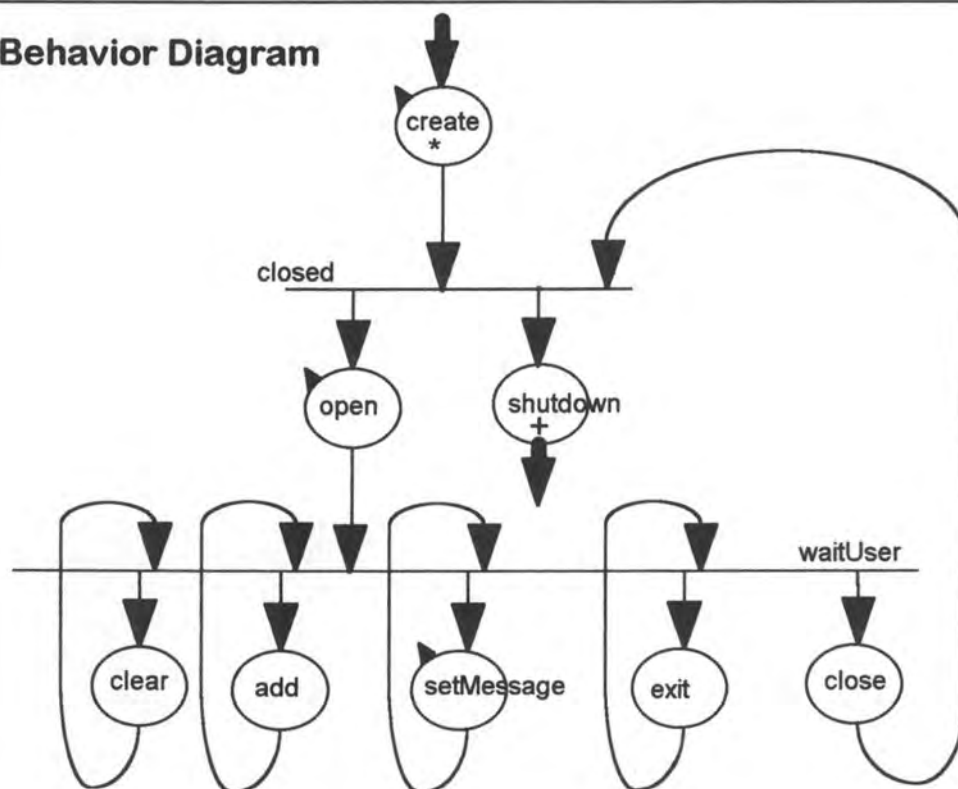 Behavior Diagram
create
*
closed
open
shutdown
+
waitUser
clear
add
setMessage
exit
close